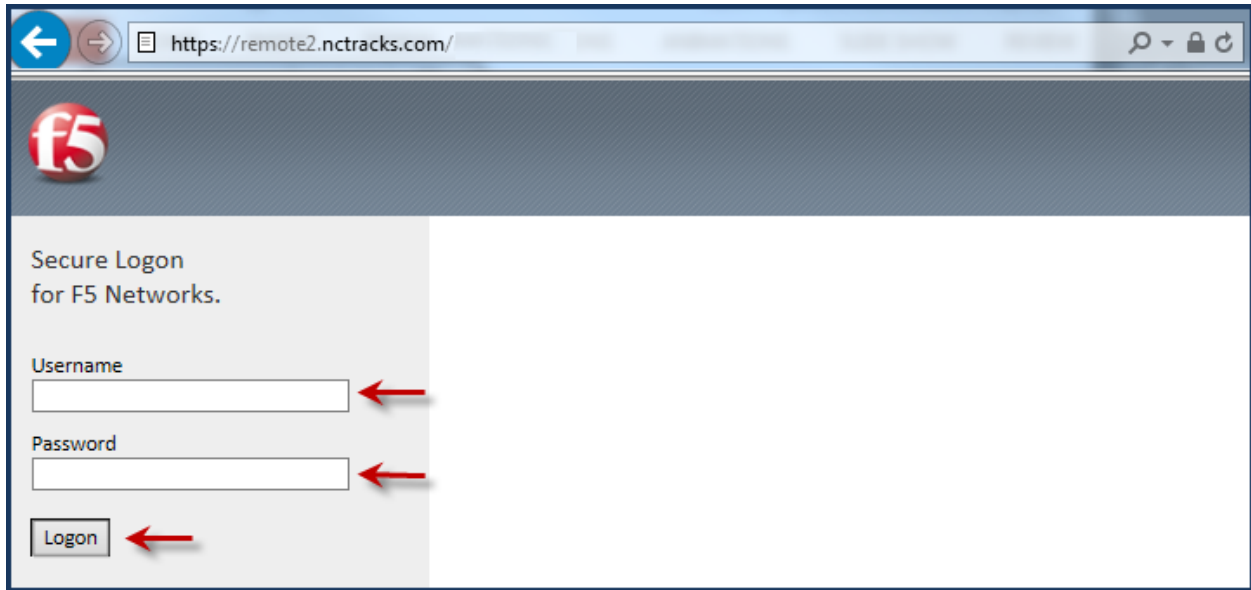 https://remote2.nctracks.com/
f5
Secure Logon
for F5 Networks.
Username
Password
Logon